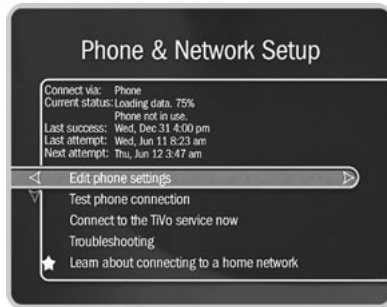 Phone & Network Setup
Connect via: Phone
Current status: Loading data. 75%
Phone not in use.
Last success: Wed, Dec 31 4:00 pm
Last attempt: Wed, Jun 11 8:23 am
Next attempt: Thu, Jun 12 3:47 am
Edit phone settings
Test phone connection
Connect to the TiVo service now
Troubleshooting
Learn about connecting to a home network